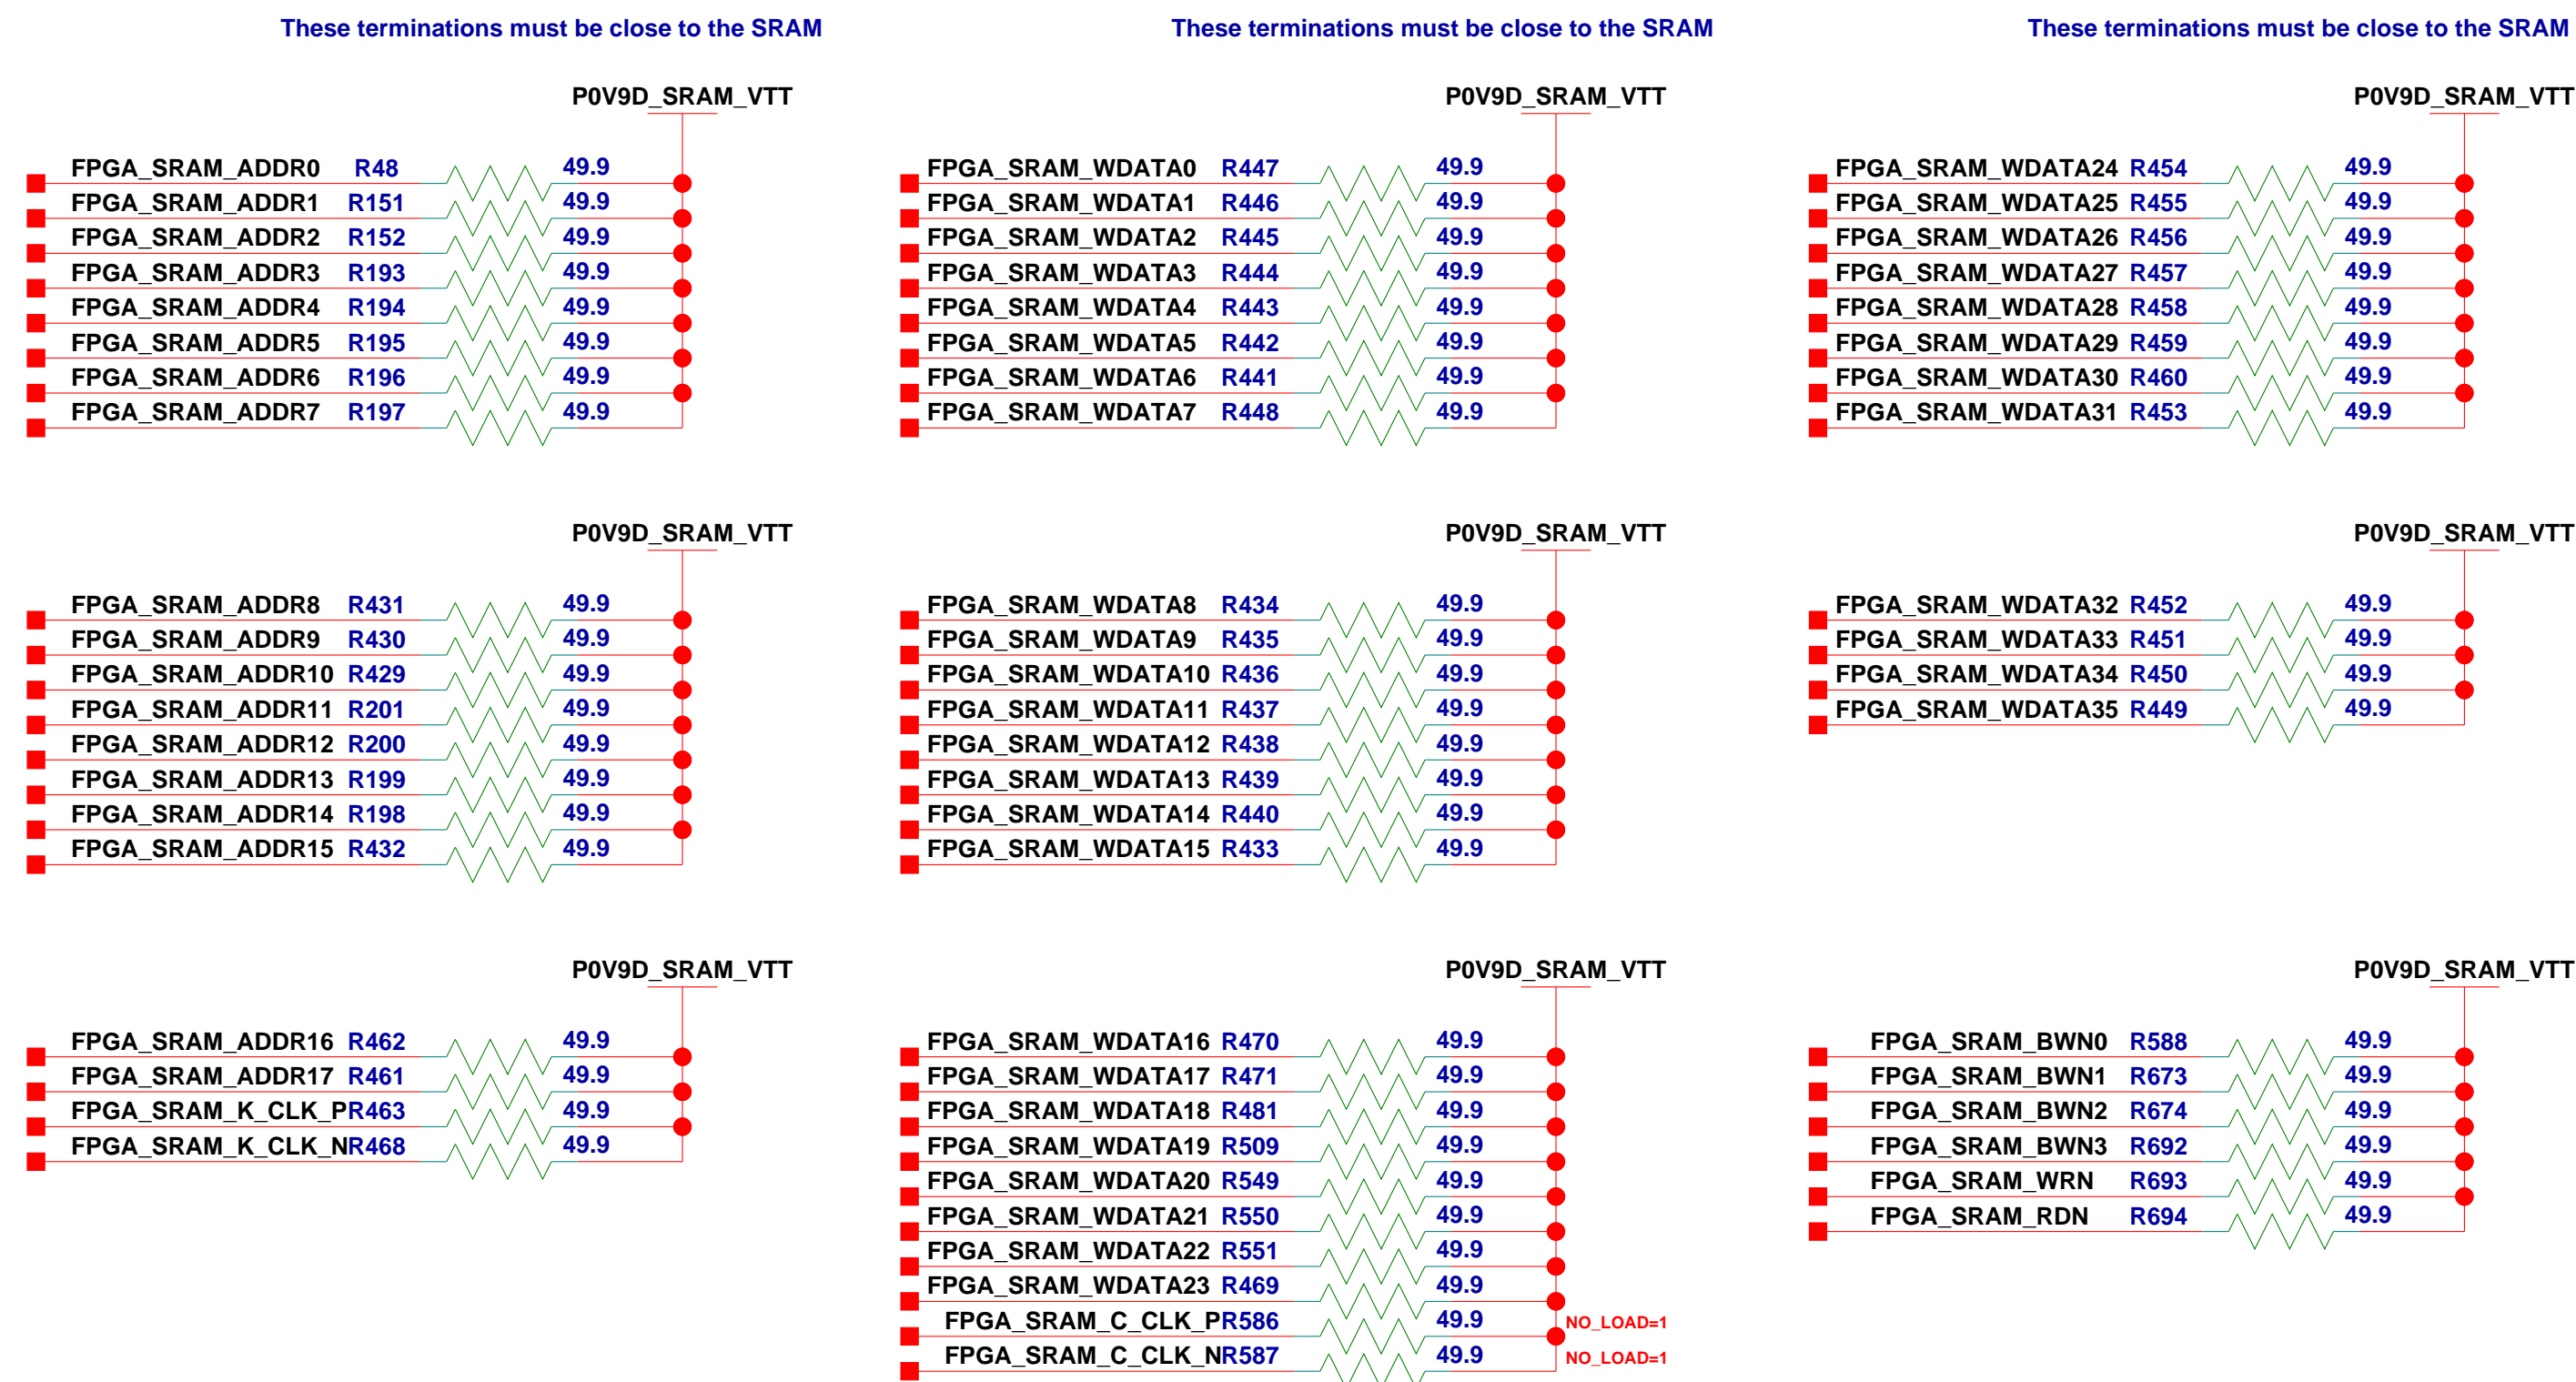 These terminations must be close to the SRAM
P0V9D_SRAM_VTT
FPGA_SRAM_ADDR0 R48 49.9
FPGA_SRAM_ADDR1 R151 49.9
FPGA_SRAM_ADDR2 R152 49.9
FPGA_SRAM_ADDR3 R193 49.9
FPGA_SRAM_ADDR4 R194 49.9
FPGA_SRAM_ADDR5 R195 49.9
FPGA_SRAM_ADDR6 R196 49.9
FPGA_SRAM_ADDR7 R197 49.9
P0V9D_SRAM_VTT
FPGA_SRAM_ADDR8 R431 49.9
FPGA_SRAM_ADDR9 R430 49.9
FPGA_SRAM_ADDR10 R429 49.9
FPGA_SRAM_ADDR11 R201 49.9
FPGA_SRAM_ADDR12 R200 49.9
FPGA_SRAM_ADDR13 R199 49.9
FPGA_SRAM_ADDR14 R198 49.9
FPGA_SRAM_ADDR15 R432 49.9
P0V9D_SRAM_VTT
FPGA_SRAM_ADDR16 R462 49.9
FPGA_SRAM_ADDR17 R461 49.9
FPGA_SRAM_K_CLK_P R463 49.9
FPGA_SRAM_K_CLK_N R468 49.9
These terminations must be close to the SRAM
P0V9D_SRAM_VTT
FPGA_SRAM_WDATA0 R447 49.9
FPGA_SRAM_WDATA1 R446 49.9
FPGA_SRAM_WDATA2 R445 49.9
FPGA_SRAM_WDATA3 R444 49.9
FPGA_SRAM_WDATA4 R443 49.9
FPGA_SRAM_WDATA5 R442 49.9
FPGA_SRAM_WDATA6 R441 49.9
FPGA_SRAM_WDATA7 R448 49.9
P0V9D_SRAM_VTT
FPGA_SRAM_WDATA8 R434 49.9
FPGA_SRAM_WDATA9 R435 49.9
FPGA_SRAM_WDATA10 R436 49.9
FPGA_SRAM_WDATA11 R437 49.9
FPGA_SRAM_WDATA12 R438 49.9
FPGA_SRAM_WDATA13 R439 49.9
FPGA_SRAM_WDATA14 R440 49.9
FPGA_SRAM_WDATA15 R433 49.9
P0V9D_SRAM_VTT
FPGA_SRAM_WDATA16 R470 49.9
FPGA_SRAM_WDATA17 R471 49.9
FPGA_SRAM_WDATA18 R481 49.9
FPGA_SRAM_WDATA19 R509 49.9
FPGA_SRAM_WDATA20 R549 49.9
FPGA_SRAM_WDATA21 R550 49.9
FPGA_SRAM_WDATA22 R551 49.9
FPGA_SRAM_WDATA23 R469 49.9
FPGA_SRAM_C_CLK_P R586 49.9 NO_LOAD=1
FPGA_SRAM_C_CLK_N R587 49.9 NO_LOAD=1
These terminations must be close to the SRAM
P0V9D_SRAM_VTT
FPGA_SRAM_WDATA24 R454 49.9
FPGA_SRAM_WDATA25 R455 49.9
FPGA_SRAM_WDATA26 R456 49.9
FPGA_SRAM_WDATA27 R457 49.9
FPGA_SRAM_WDATA28 R458 49.9
FPGA_SRAM_WDATA29 R459 49.9
FPGA_SRAM_WDATA30 R460 49.9
FPGA_SRAM_WDATA31 R453 49.9
P0V9D_SRAM_VTT
FPGA_SRAM_WDATA32 R452 49.9
FPGA_SRAM_WDATA33 R451 49.9
FPGA_SRAM_WDATA34 R450 49.9
FPGA_SRAM_WDATA35 R449 49.9
P0V9D_SRAM_VTT
FPGA_SRAM_BWN0 R588 49.9
FPGA_SRAM_BWN1 R673 49.9
FPGA_SRAM_BWN2 R674 49.9
FPGA_SRAM_BWN3 R692 49.9
FPGA_SRAM_WRN R693 49.9
FPGA_SRAM_RDN R694 49.9